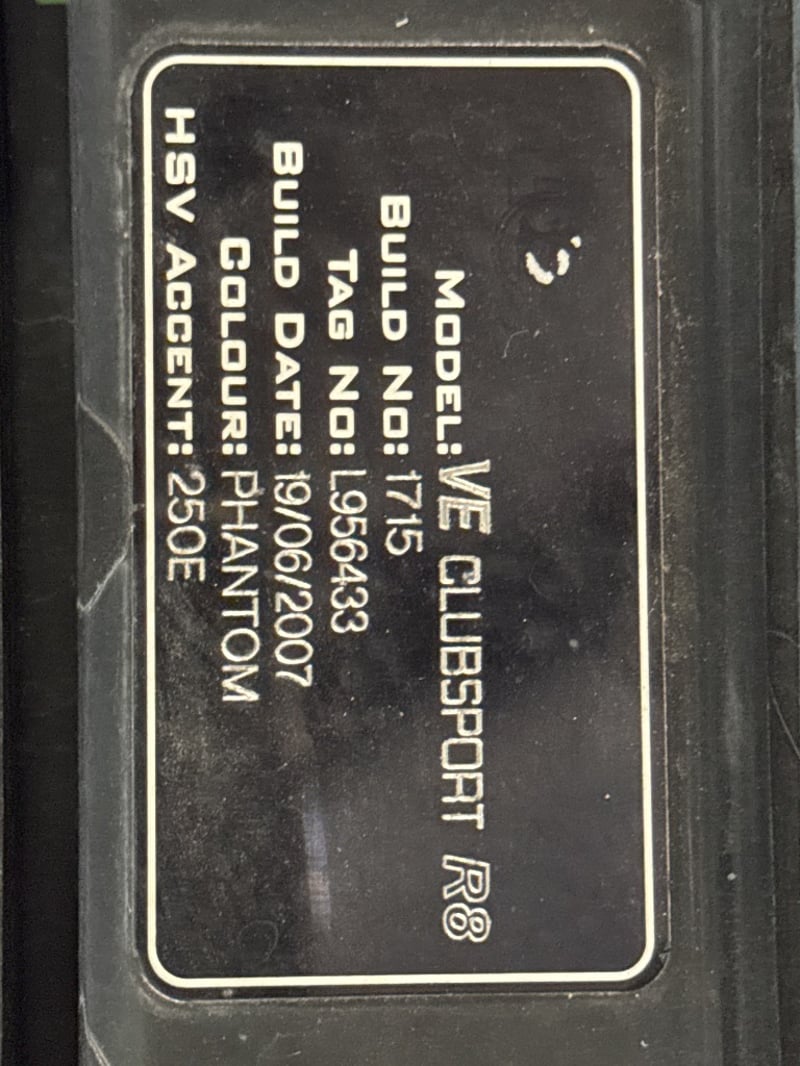 MODEL: VE CLUBSPORT R8
BUILD NO: 1715
TAG NO: L956433
BUILD DATE: 19/06/2007
COLOUR: PHANTOM
HSV ACCENT: 250E